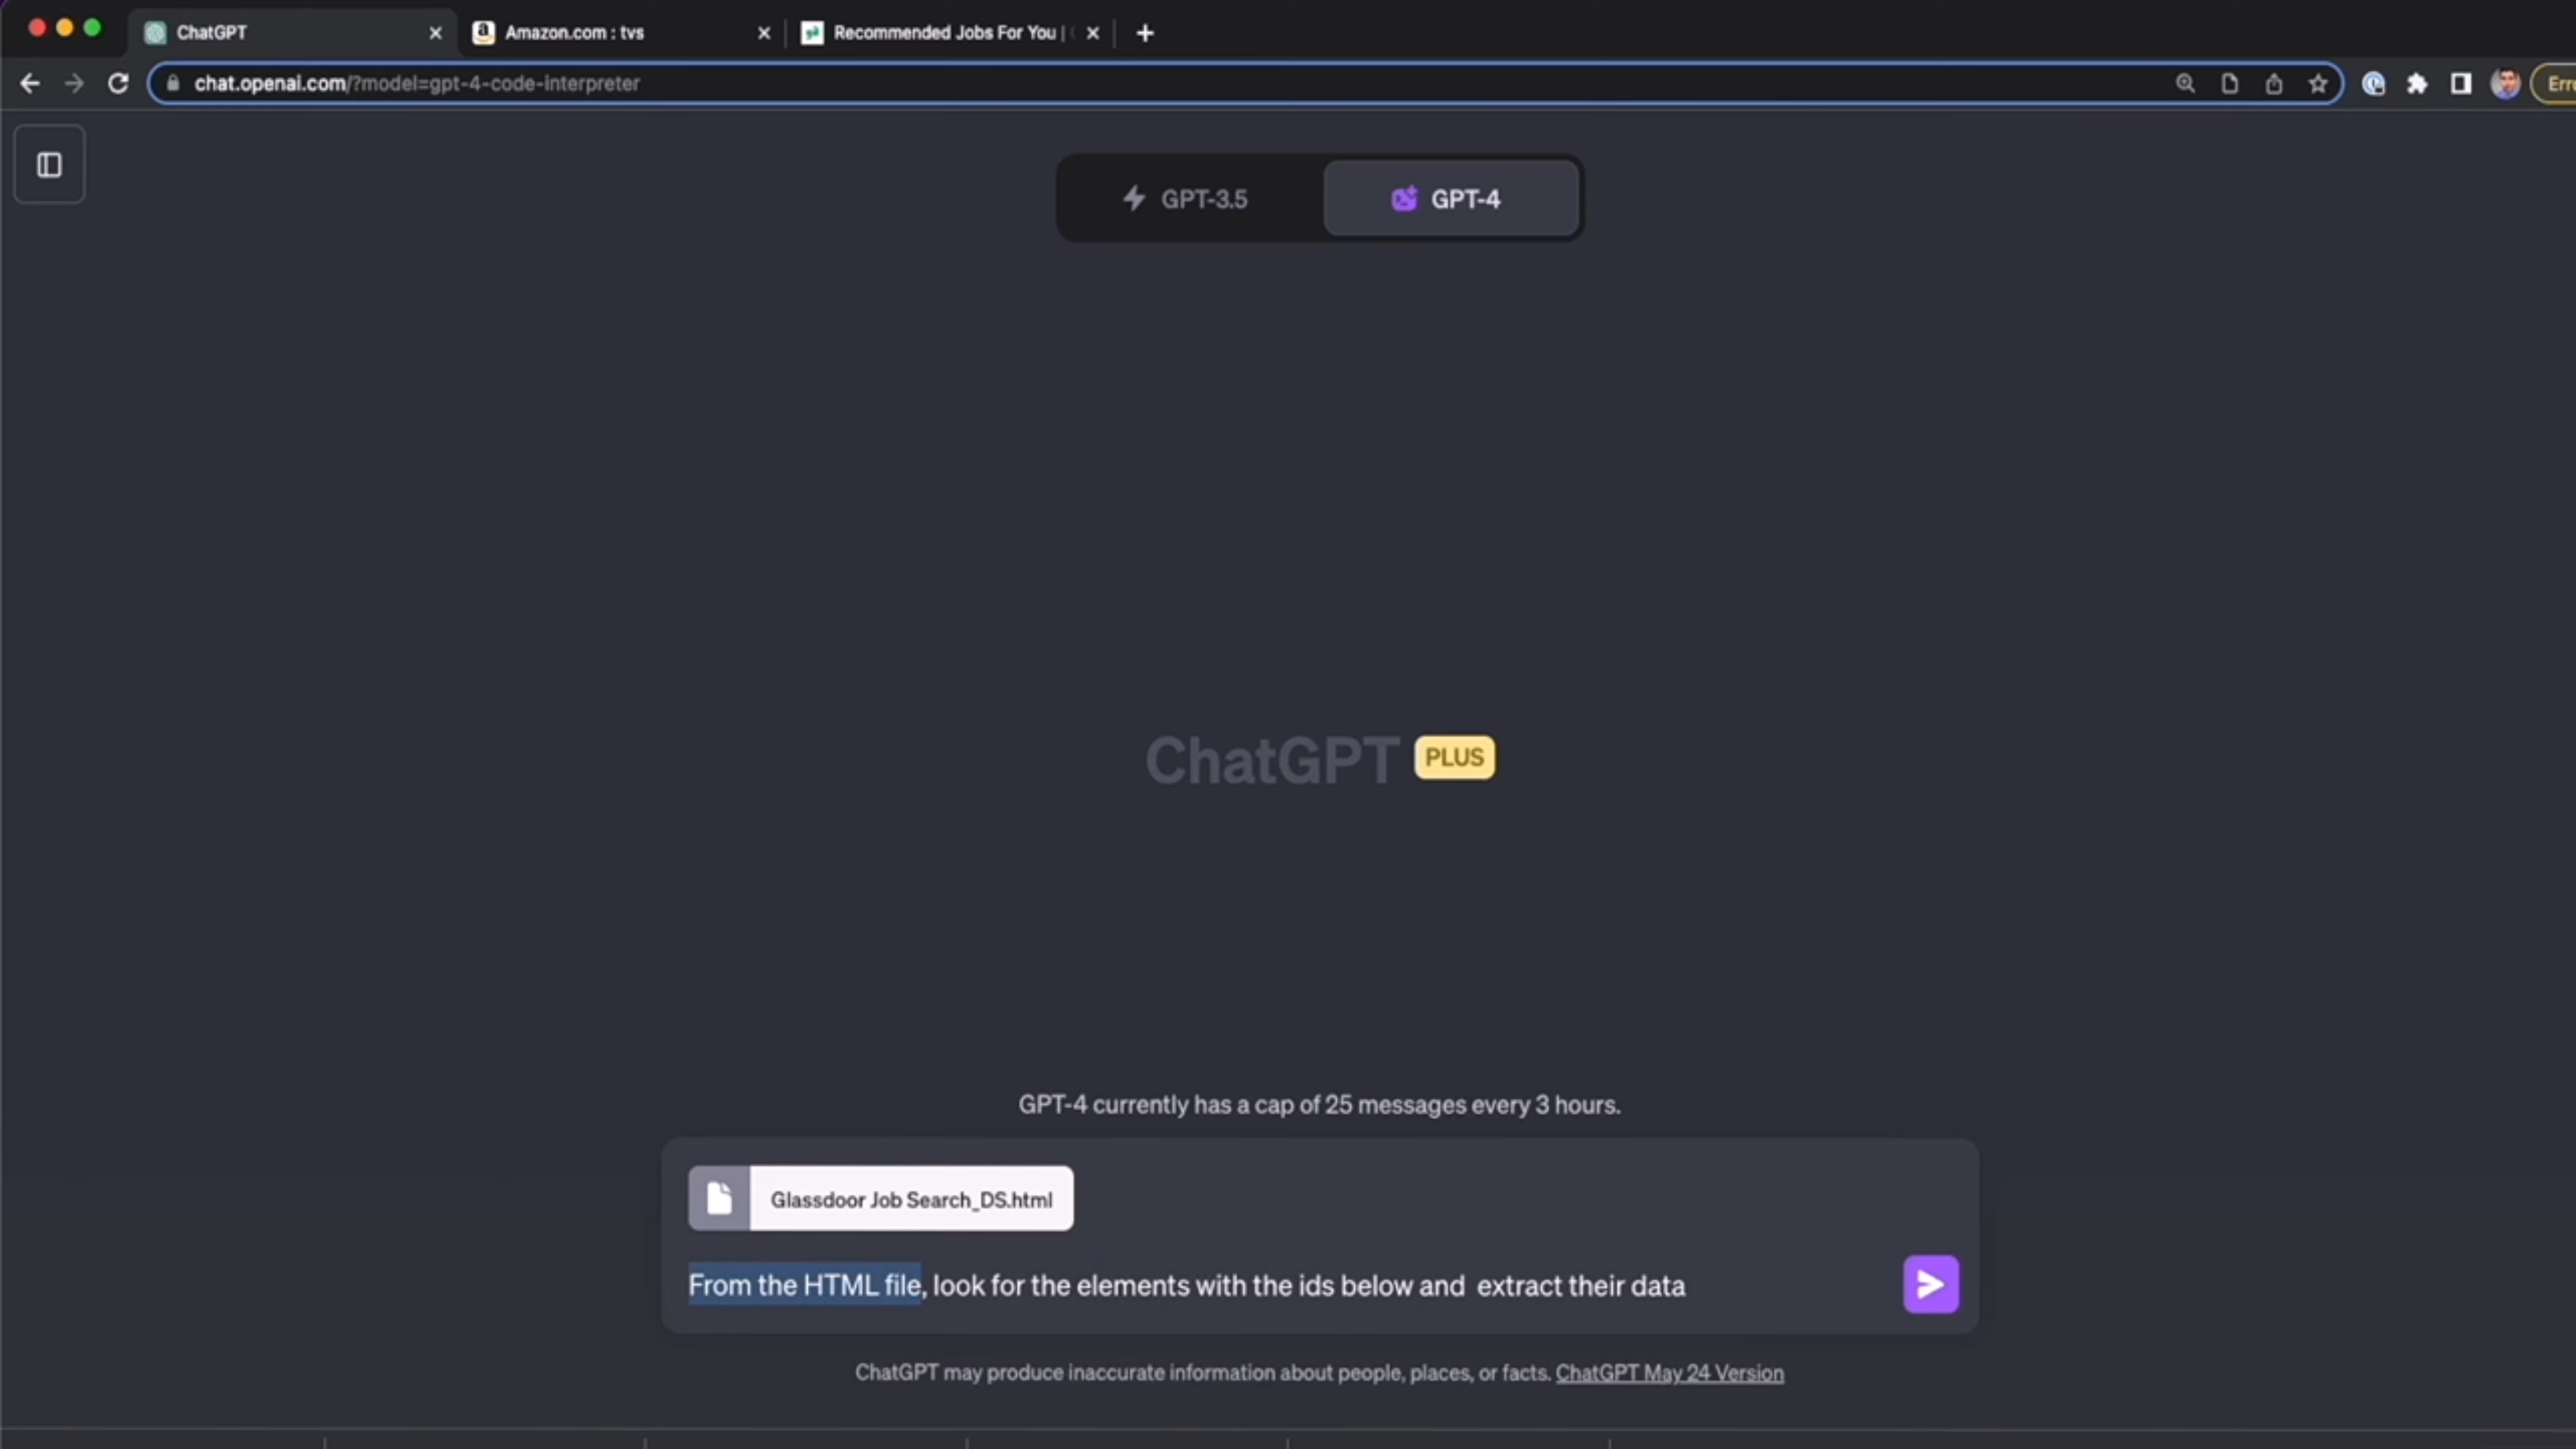 ChatGPT
Amazon.com : tvs
Recommended Jobs For You |
chat.openai.com/?model=gpt-4-code-interpreter
GPT-3.5
GPT-4
ChatGPT PLUS
GPT-4 currently has a cap of 25 messages every 3 hours.
Glassdoor Job Search_DS.html
From the HTML file, look for the elements with the ids below and  extract their data
ChatGPT may produce inaccurate information about people, places, or facts. ChatGPT May 24 Version